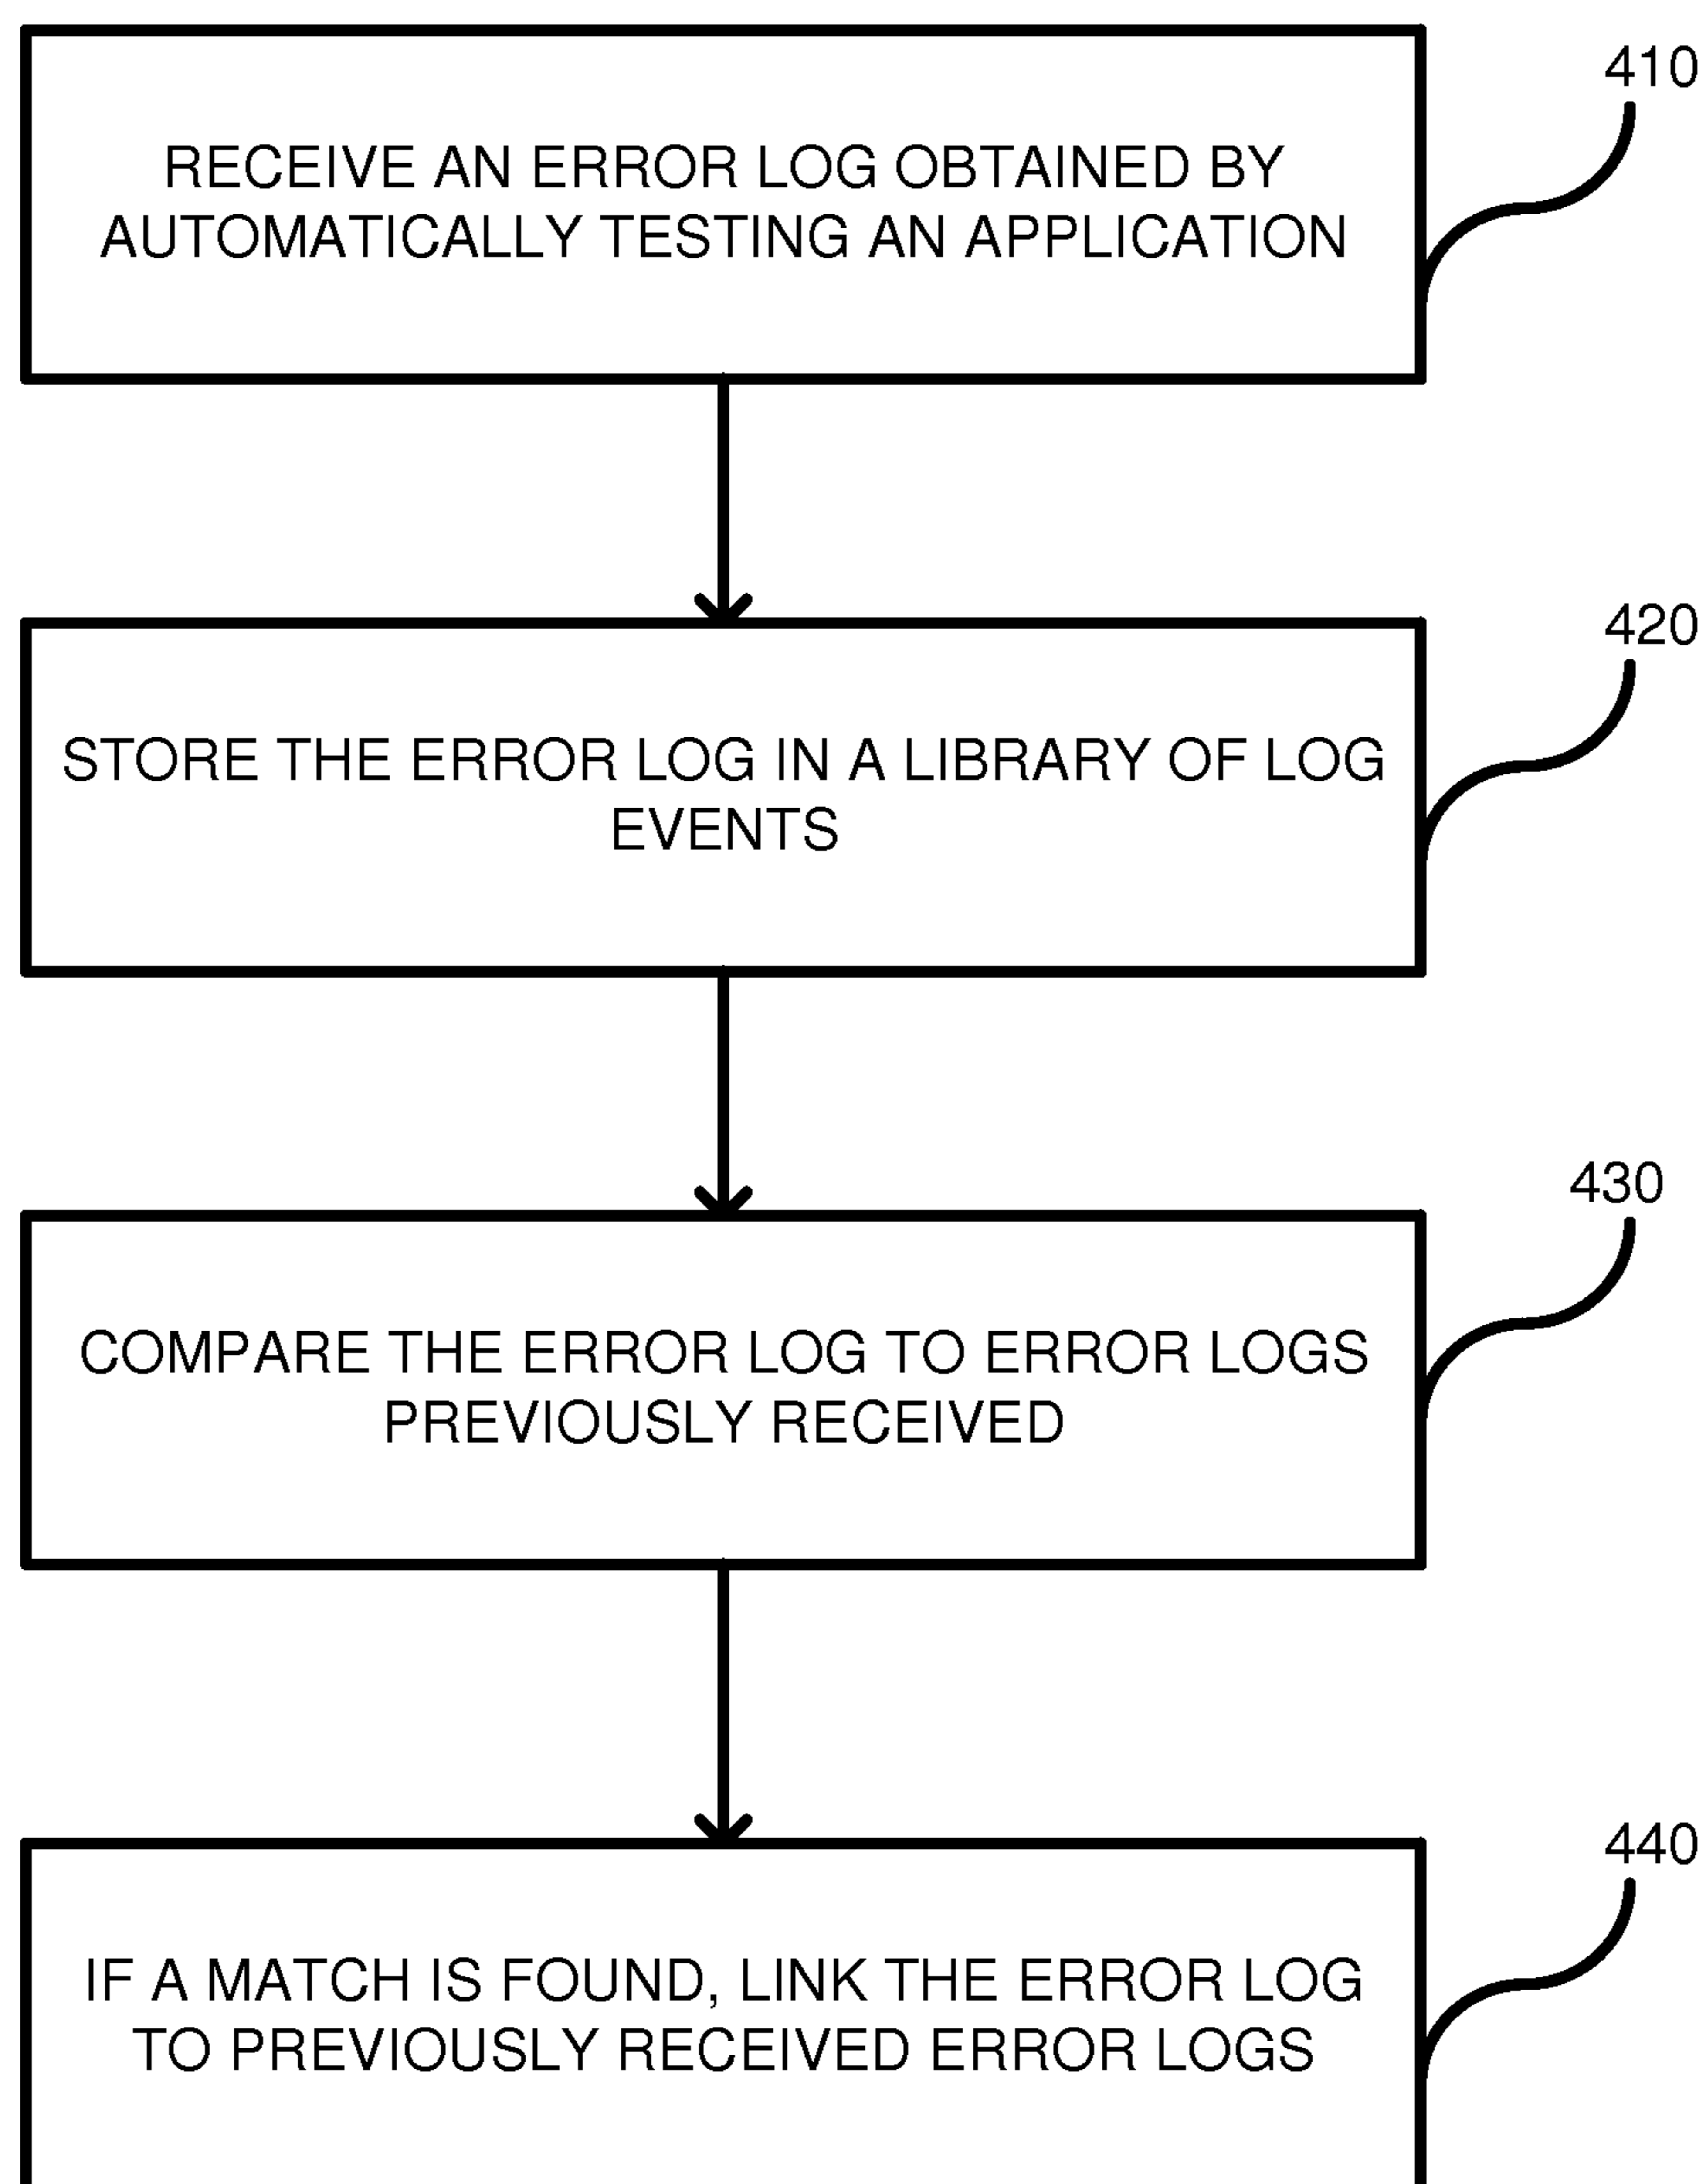 410
RECEIVE AN ERROR LOG OBTAINED BY
AUTOMATICALLY TESTING AN APPLICATION
420
STORE THE ERROR LOG IN A LIBRARY OF LOG
EVENTS
430
COMPARE THE ERROR LOG TO ERROR LOGS
PREVIOUSLY RECEIVED
440
IF A MATCH IS FOUND, LINK THE ERROR LOG
TO PREVIOUSLY RECEIVED ERROR LOGS